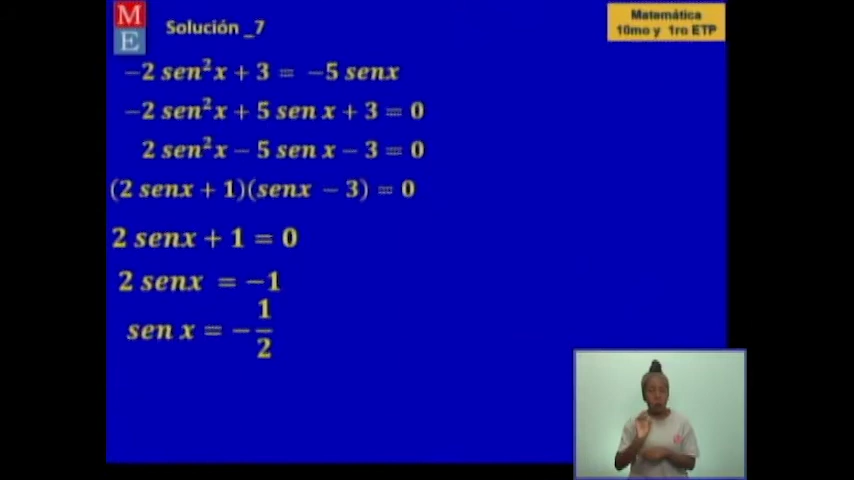 M
E
Solución _7
Matemática
10mo y 1ro ETP
−2 sen²x + 3 = −5 senx
−2 sen²x + 5 sen x + 3 = 0
2 sen²x − 5 sen x − 3 = 0
(2 senx + 1)(senx − 3) = 0
2 senx + 1 = 0
2 senx = −1
sen x = −1/2